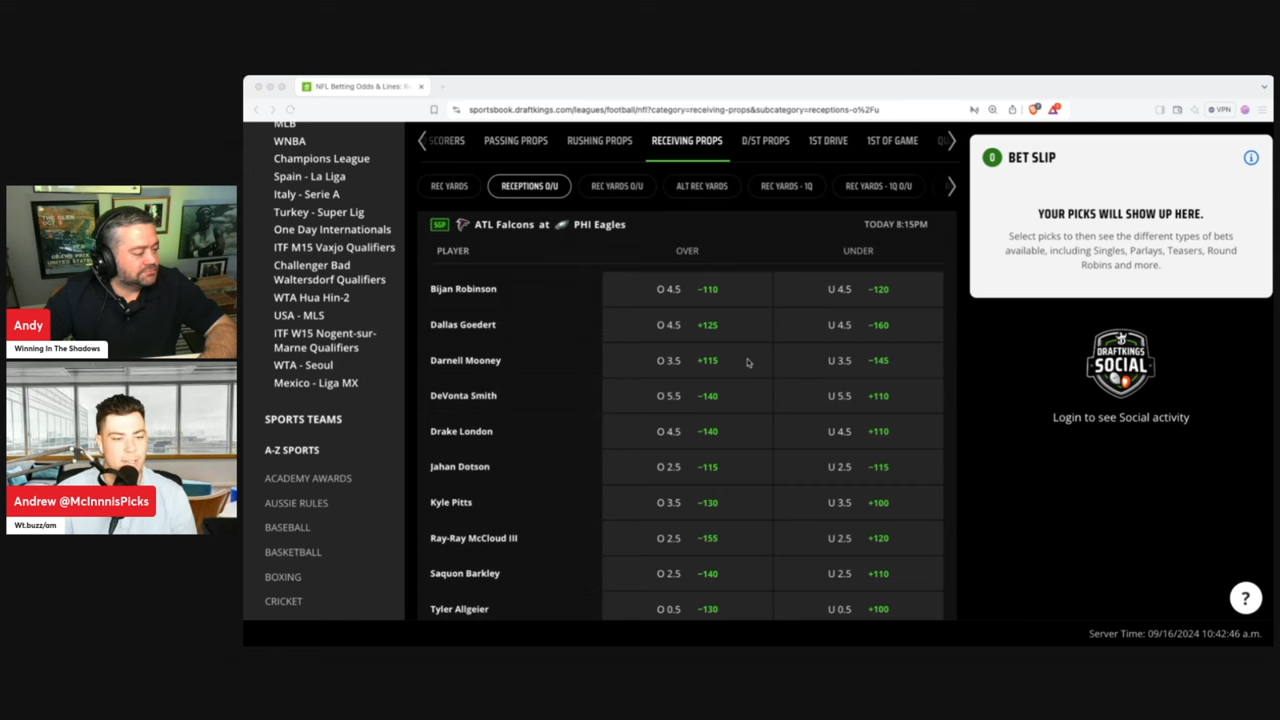 NFL Betting Odds & Lines: R
sportsbook.draftkings.com/leagues/football/nfl?category=receiving-props&subcategory=receptions-o%2Fu
VPN
MLB
WNBA
Champions League
Spain - La Liga
Italy - Serie A
Turkey - Super Lig
One Day Internationals
ITF M15 Vaxjo Qualifiers
Challenger Bad
Waltersdorf Qualifiers
WTA Hua Hin-2
USA - MLS
ITF W15 Nogent-sur-
Marne Qualifiers
WTA - Seoul
Mexico - Liga MX
SPORTS TEAMS
A-Z SPORTS
ACADEMY AWARDS
AUSSIE RULES
BASEBALL
BASKETBALL
BOXING
CRICKET
SCORERS PASSING PROPS RUSHING PROPS RECEIVING PROPS D/ST PROPS 1ST DRIVE 1ST OF GAME
REC YARDS RECEPTIONS O/U REC YARDS O/U ALT REC YARDS REC YARDS - 1Q REC YARDS - 1Q O/U
SGP ATL Falcons at PHI Eagles TODAY 8:15PM
PLAYER OVER UNDER
Bijan Robinson O 4.5 −110 U 4.5 −120
Dallas Goedert O 4.5 +125 U 4.5 −160
Darnell Mooney O 3.5 +115 U 3.5 −145
DeVonta Smith O 5.5 −140 U 5.5 +110
Drake London O 4.5 −140 U 4.5 +110
Jahan Dotson O 2.5 −115 U 2.5 −115
Kyle Pitts O 3.5 −130 U 3.5 +100
Ray-Ray McCloud III O 2.5 −155 U 2.5 +120
Saquon Barkley O 2.5 −140 U 2.5 +110
Tyler Allgeier O 0.5 −130 U 0.5 +100
0 BET SLIP
YOUR PICKS WILL SHOW UP HERE.
Select picks to then see the different types of bets
available, including Singles, Parlays, Teasers, Round
Robins and more.
DRAFTKINGS
SOCIAL
Login to see Social activity
?
Server Time: 09/16/2024 10:42:46 a.m.
Andy
Winning In The Shadows
Andrew @McInnnisPicks
Wt.buzz/am